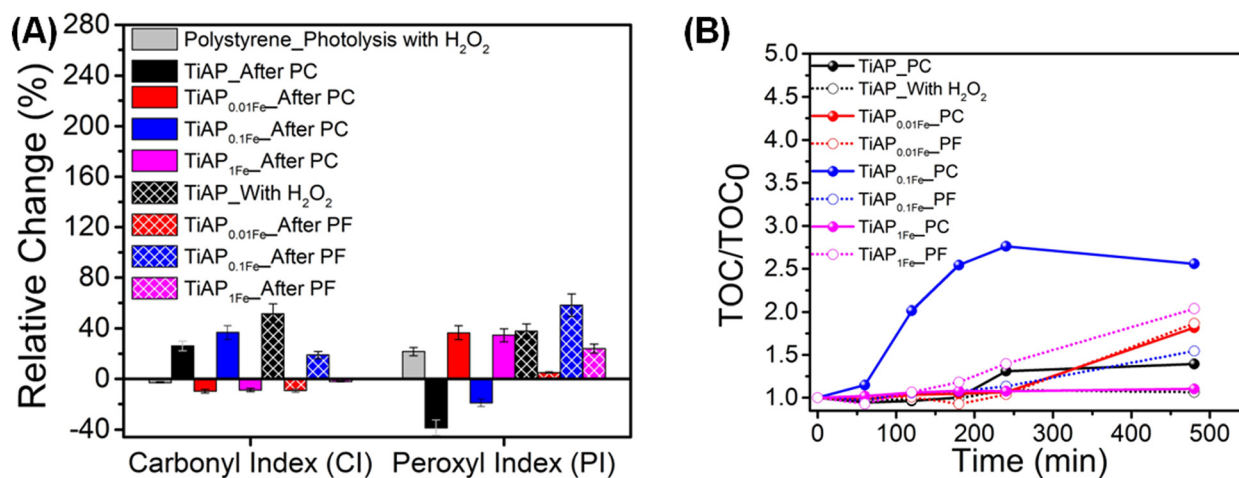 (A)
Relative Change (%)
280
240
200
160
120
80
40
0
-40
Polystyrene_Photolysis with H₂O₂
TiAP_After PC
TiAP₀.₀₁Fe_After PC
TiAP₀.₁Fe_After PC
TiAP₁Fe_After PC
TiAP_With H₂O₂
TiAP₀.₀₁Fe_After PF
TiAP₀.₁Fe_After PF
TiAP₁Fe_After PF
Carbonyl Index (CI) Peroxyl Index (PI)
(B)
TOC/TOC₀
5.0
4.5
4.0
3.5
3.0
2.5
2.0
1.5
1.0
TiAP_PC
TiAP_With H₂O₂
TiAP₀.₀₁Fe_PC
TiAP₀.₀₁Fe_PF
TiAP₀.₁Fe_PC
TiAP₀.₁Fe_PF
TiAP₁Fe_PC
TiAP₁Fe_PF
0 100 200 300 400 500
Time (min)